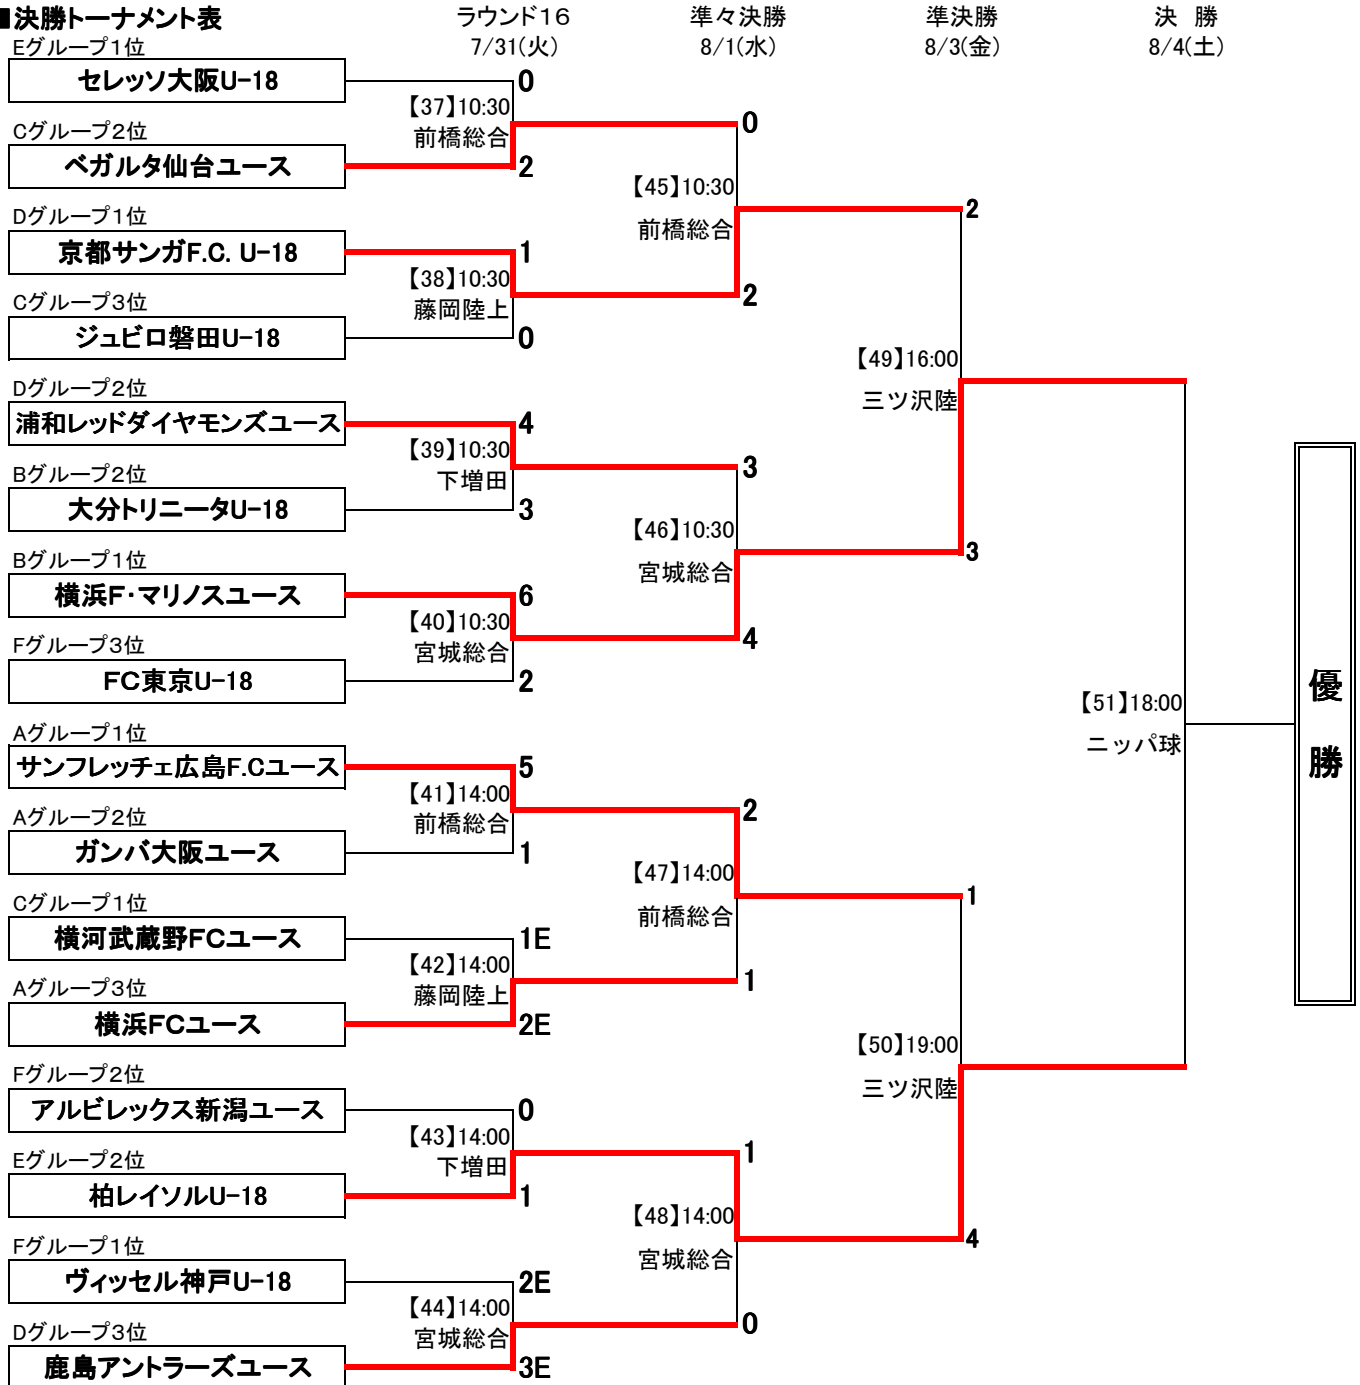 ■決勝トーナメント表
ラウンド16
準々決勝
準決勝
決 勝
7/31(火)
8/1(水)
8/3(金)
8/4(土)
Eグループ1位
セレッソ大阪U-18
0
【37】10:30
前橋総合
0
Cグループ2位
ベガルタ仙台ユース
2
【45】10:30
前橋総合
2
Dグループ1位
京都サンガF.C. U-18
1
【38】10:30
藤岡陸上
2
Cグループ3位
ジュビロ磐田U-18
0
【49】16:00
三ツ沢陸
Dグループ2位
浦和レッドダイヤモンズユース
4
【39】10:30
下増田
3
Bグループ2位
大分トリニータU-18
3
【46】10:30
宮城総合
3
Bグループ1位
横浜F・マリノスユース
6
【40】10:30
宮城総合
4
Fグループ3位
FC東京U-18
2
【51】18:00
ニッパ球
優
勝
Aグループ1位
サンフレッチェ広島F.Cユース
5
【41】14:00
前橋総合
2
Aグループ2位
ガンバ大阪ユース
1
【47】14:00
前橋総合
1
Cグループ1位
横河武蔵野FCユース
1E
【42】14:00
藤岡陸上
1
Aグループ3位
横浜FCユース
2E
【50】19:00
三ツ沢陸
Fグループ2位
アルビレックス新潟ユース
0
【43】14:00
下増田
1
Eグループ2位
柏レイソルU-18
1
【48】14:00
宮城総合
4
Fグループ1位
ヴィッセル神戸U-18
2E
【44】14:00
宮城総合
0
Dグループ3位
鹿島アントラーズユース
3E